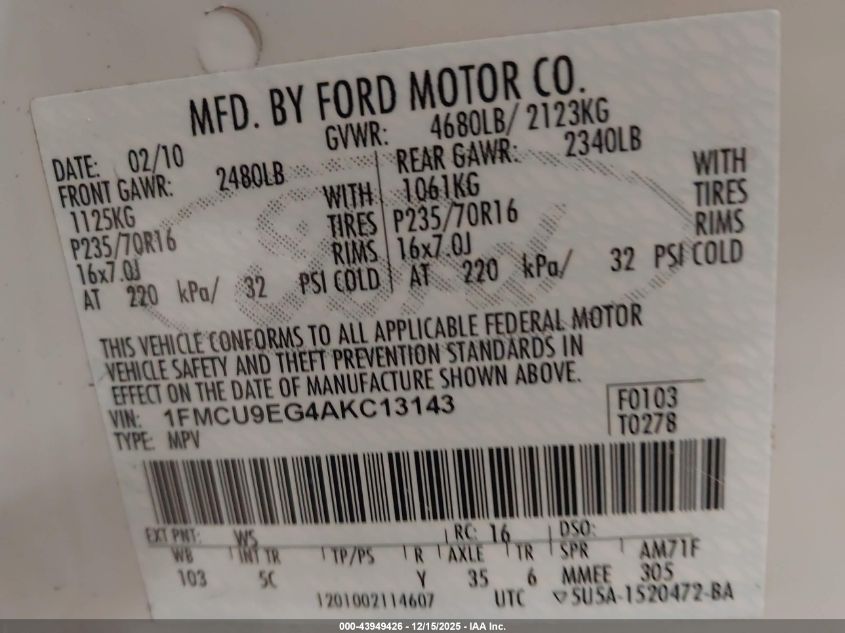 MFD. BY FORD MOTOR CO.
DATE: 02/10 GVWR: 4680LB/ 2123KG
FRONT GAWR: 2480LB REAR GAWR: 2340LB
1125KG WITH 1061KG WITH
P235/70R16 TIRES P235/70R16 TIRES
16x7.0J RIMS 16x7.0J RIMS
AT 220 kPa/ 32 PSI COLD AT 220 kPa/ 32 PSI COLD
THIS VEHICLE CONFORMS TO ALL APPLICABLE FEDERAL MOTOR
VEHICLE SAFETY AND THEFT PREVENTION STANDARDS IN
EFFECT ON THE DATE OF MANUFACTURE SHOWN ABOVE.
VIN: 1FMCU9EG4AKC13143 F0103
TYPE: MPV T0278
EXT PNT: WS RC: 16 DSO:
WB INT TR TP/PS R AXLE TR SPR AM71F
103 5C Y 35 6 MMEE 305
1201002114607 UTC ▽5U5A-1520472-BA
000-43949426 - 12/15/2025 - IAA Inc.